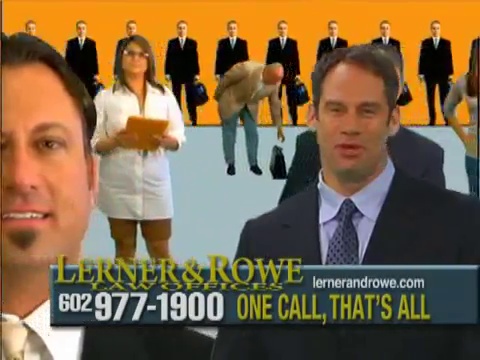 LERNER & ROWE
LAW OFFICES
lernerandrowe.com
602 977-1900
ONE CALL, THAT'S ALL